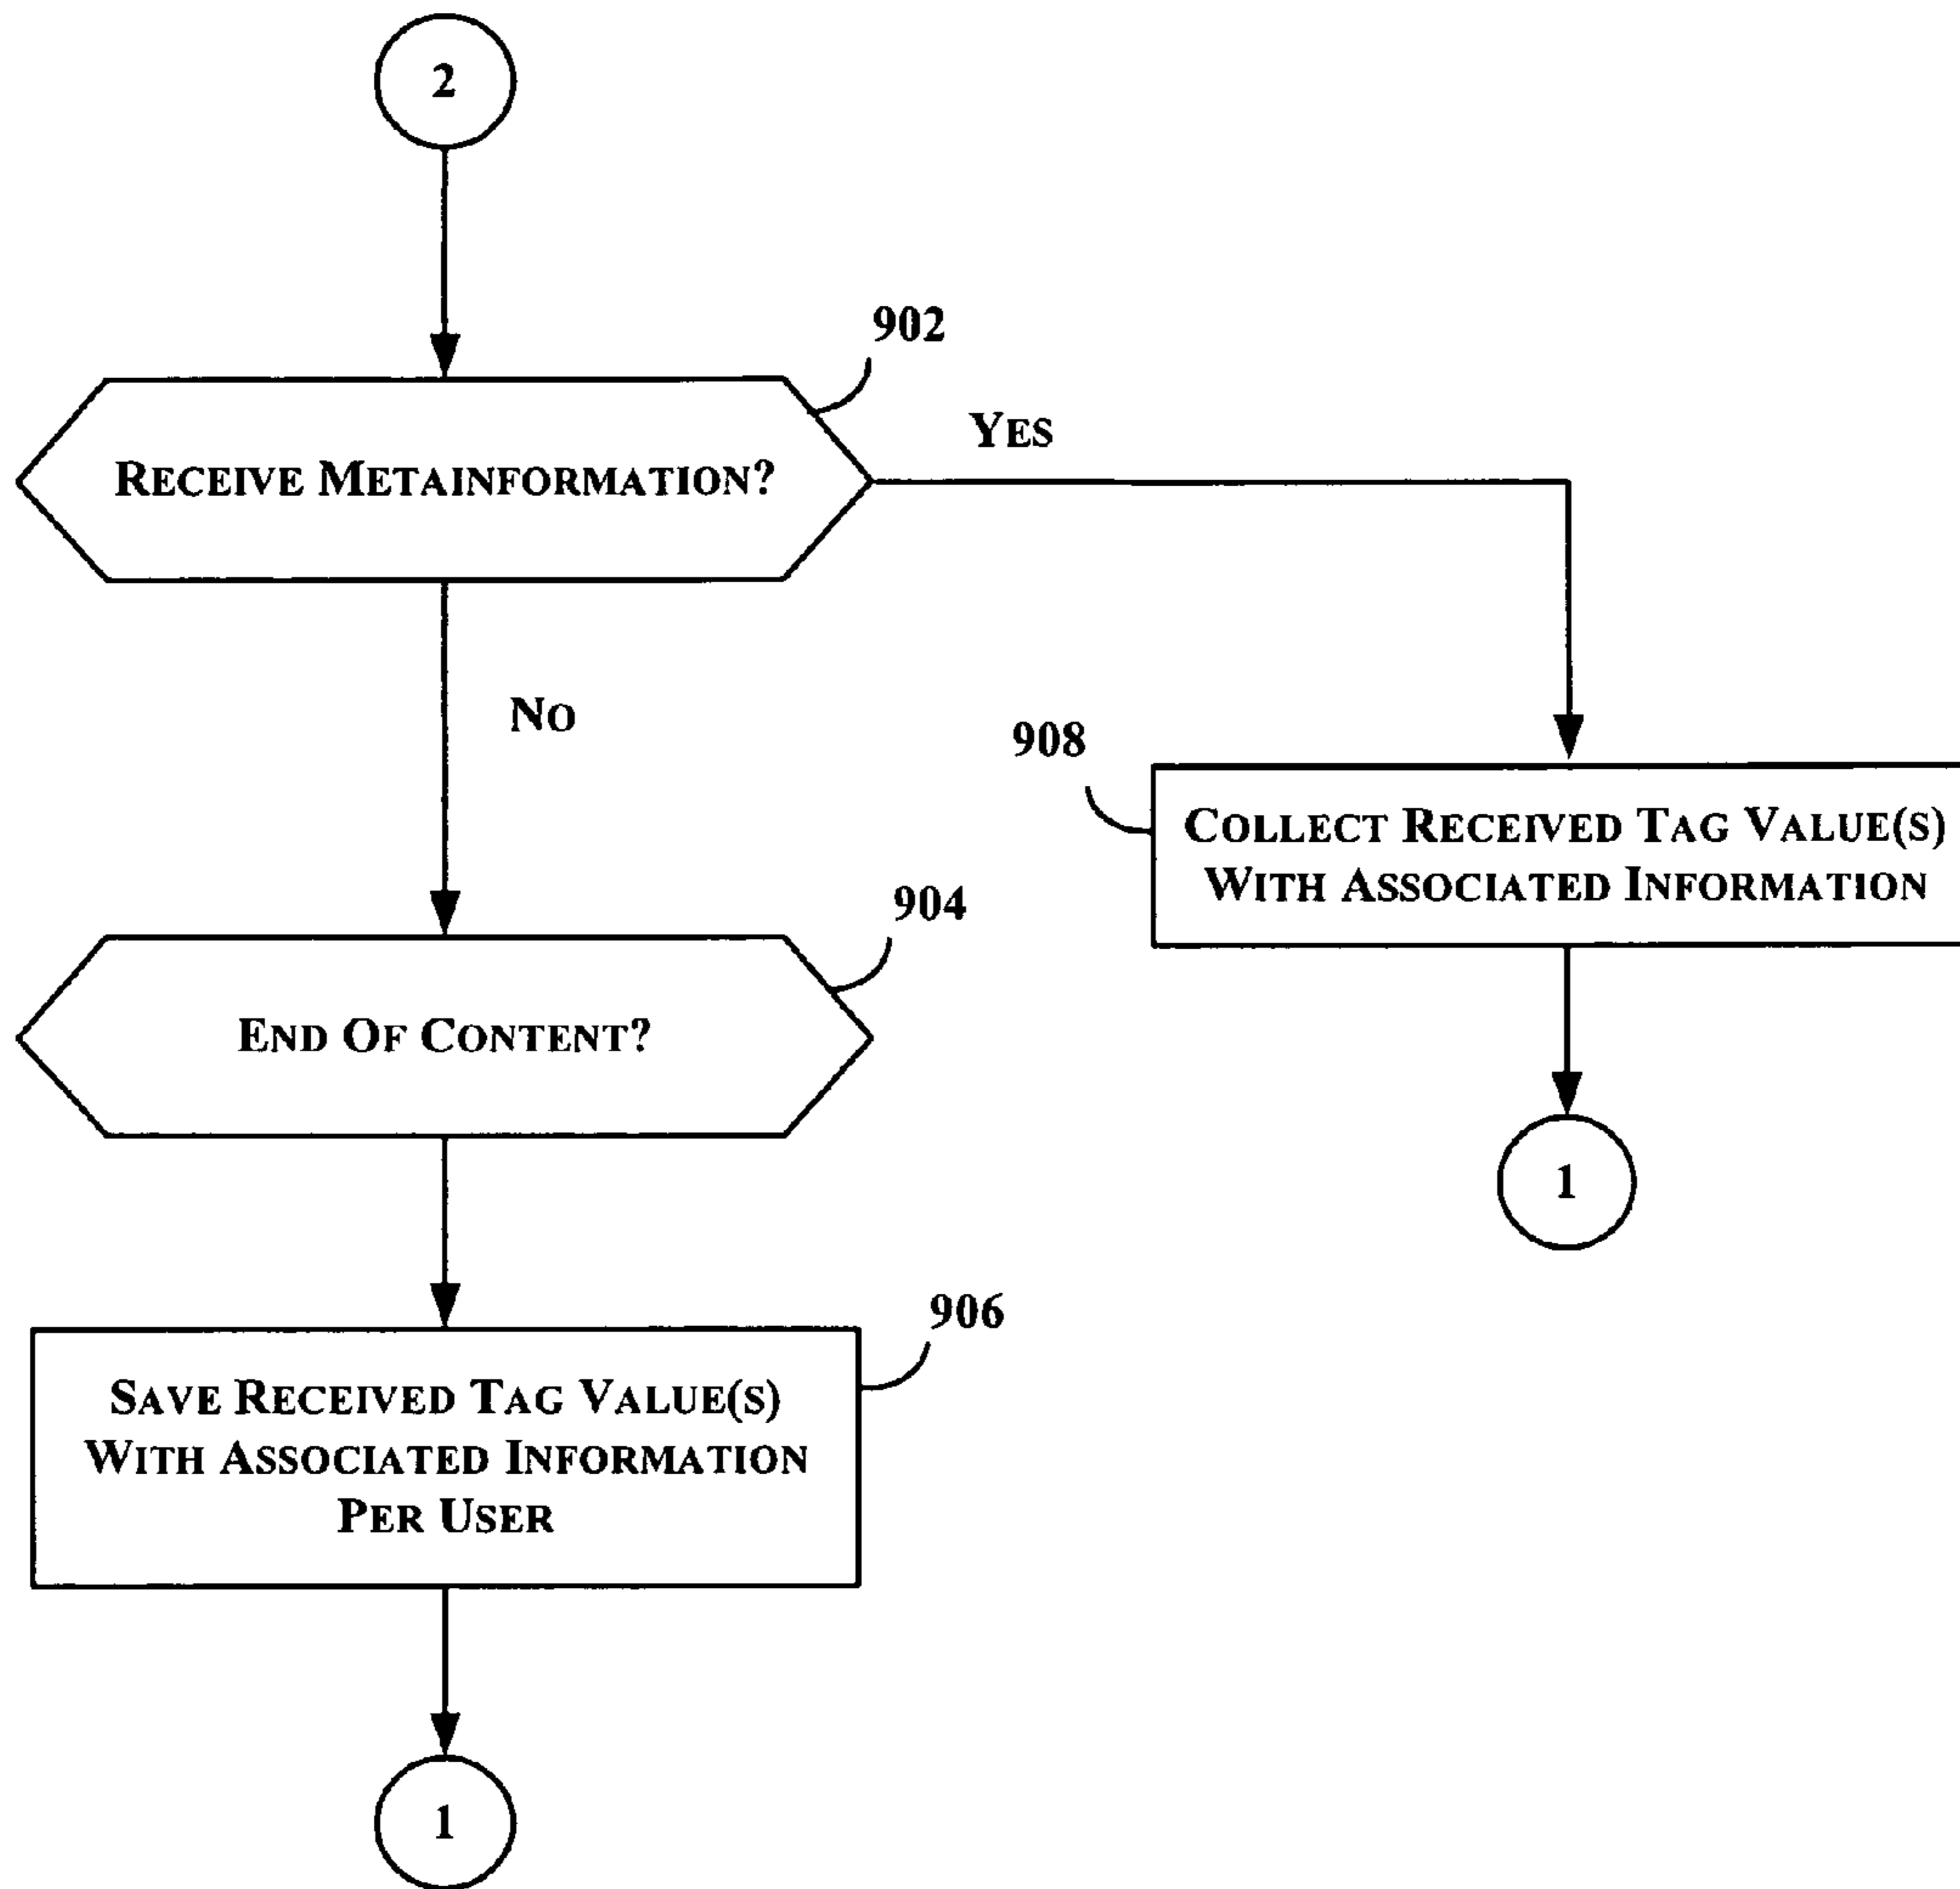 2
902
RECEIVE METAINFORMATION?
YES
NO
908
COLLECT RECEIVED TAG VALUE(S)
WITH ASSOCIATED INFORMATION
904
END OF CONTENT?
1
906
SAVE RECEIVED TAG VALUE(S)
WITH ASSOCIATED INFORMATION
PER USER
1